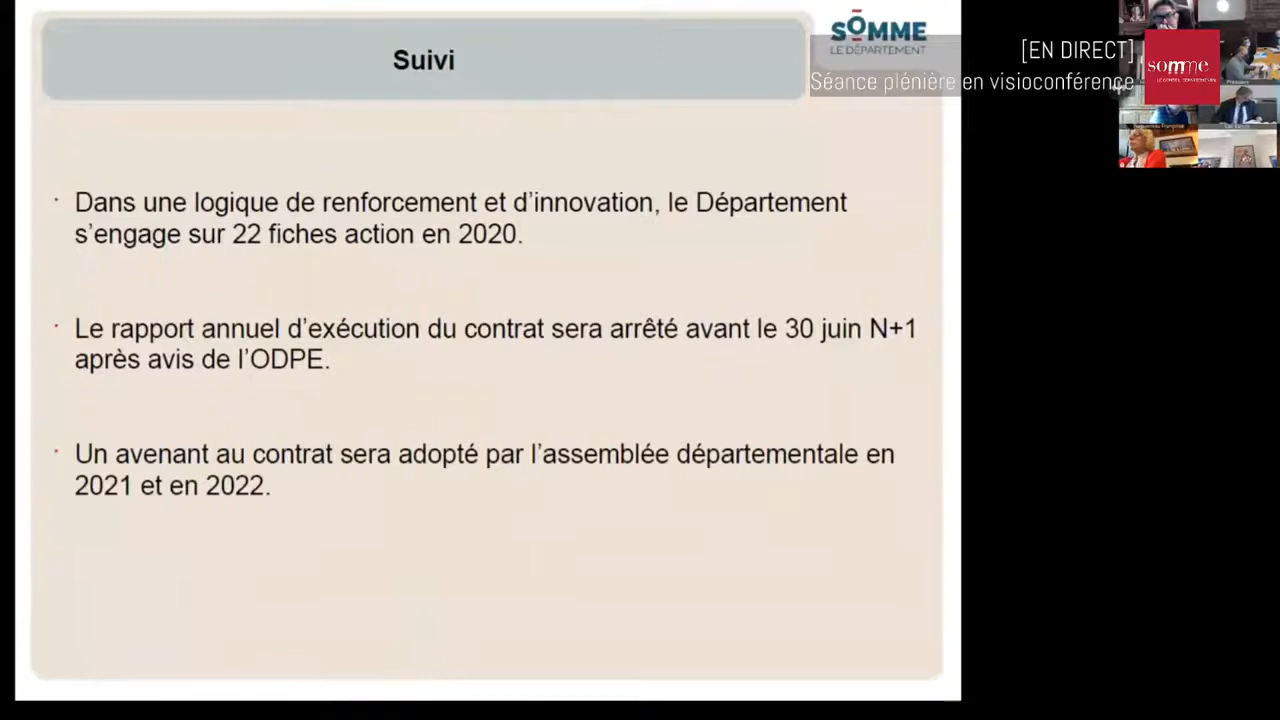 Suivi
SOMME
LE DÉPARTEMENT
[EN DIRECT]
Séance plénière en visioconférence
somme
· Dans une logique de renforcement et d’innovation, le Département
s’engage sur 22 fiches action en 2020.
· Le rapport annuel d’exécution du contrat sera arrêté avant le 30 juin N+1
après avis de l’ODPE.
· Un avenant au contrat sera adopté par l’assemblée départementale en
2021 et en 2022.